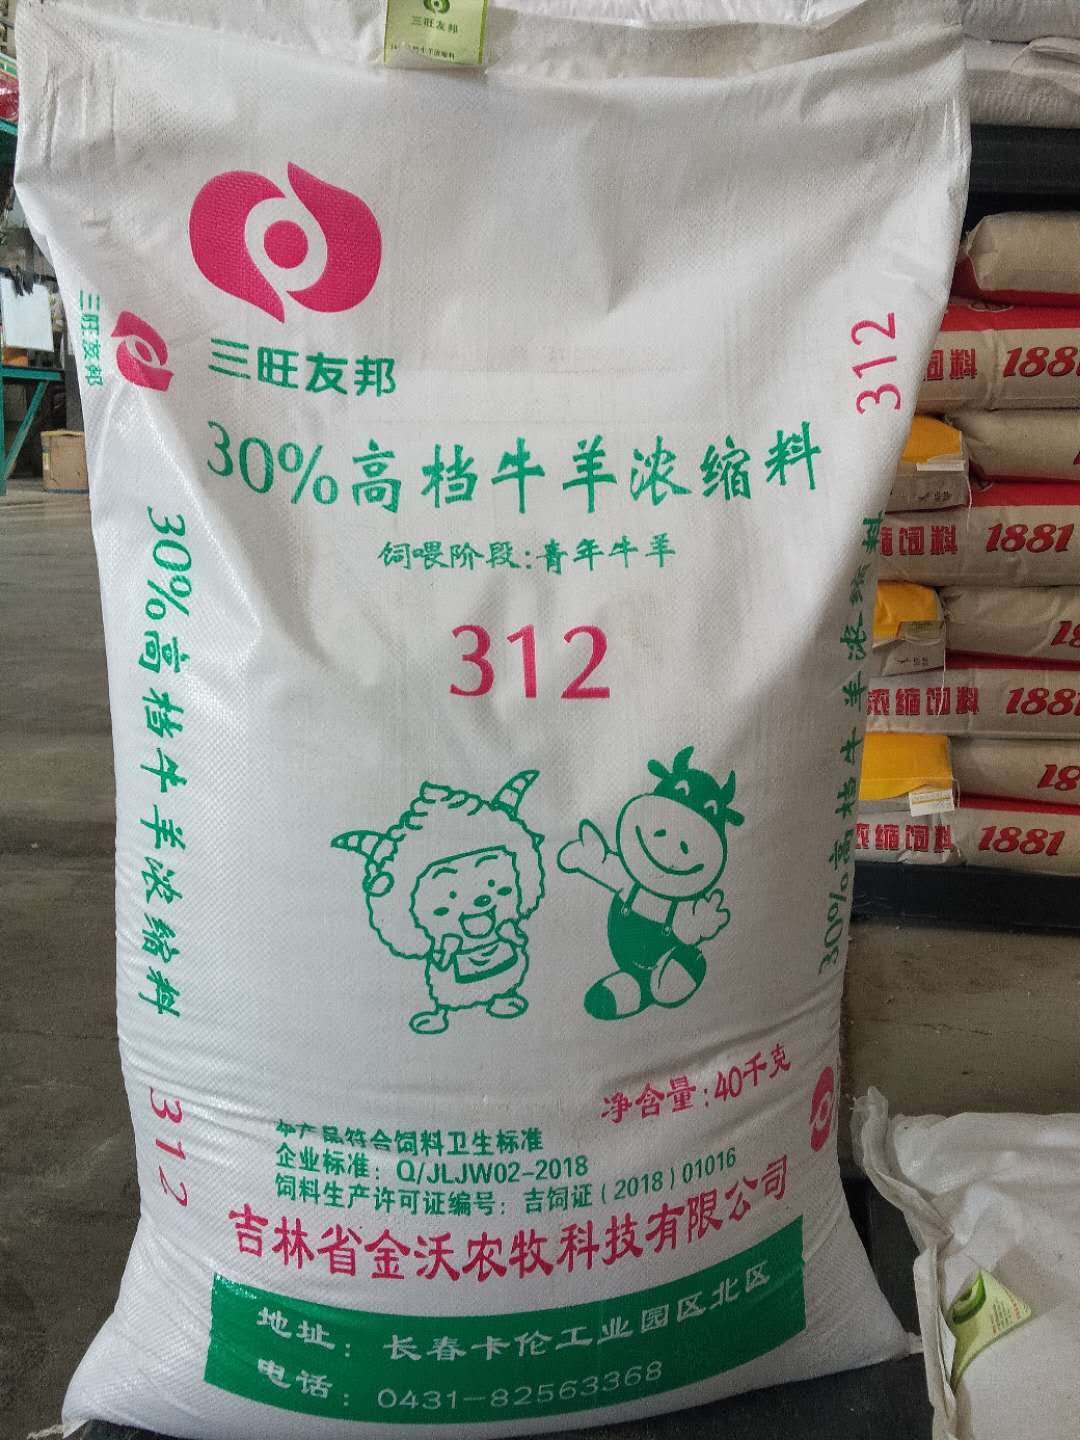 三旺友邦
三旺友邦
三旺友邦
30%高档牛羊浓缩料
饲喂阶段:青年牛羊
312
312
30%高档牛羊浓缩料
30%高档牛羊浓缩料
312
净含量:40千克
本产品符合饲料卫生标准
企业标准：Q/JLJW02-2018
饲料生产许可证编号：吉饲证(2018)01016
吉林省金沃农牧科技有限公司
地址：长春卡伦工业园区北区
电话：0431-82563368
1881
1881
浓缩饲料 1881
浓缩饲料 1881